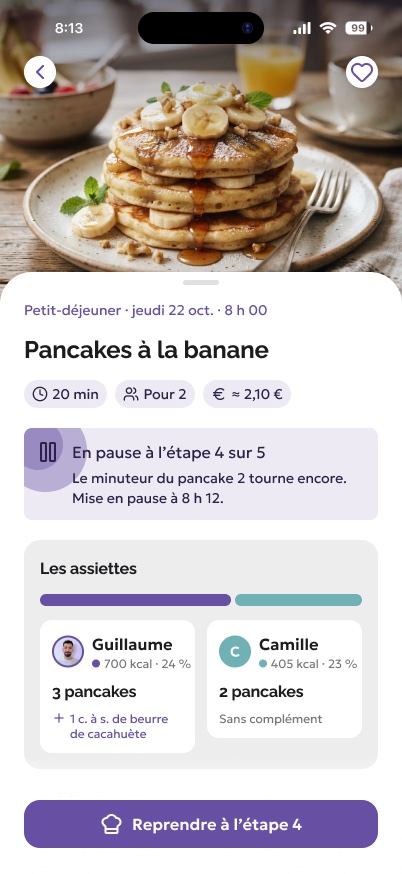 8:13
99
Petit-déjeuner · jeudi 22 oct. · 8 h 00
Pancakes à la banane
20 min
Pour 2
≈ 2,10 €
En pause à l’étape 4 sur 5
Le minuteur du pancake 2 tourne encore.
Mise en pause à 8 h 12.
Les assiettes
Guillaume
700 kcal · 24 %
3 pancakes
+ 1 c. à s. de beurre
de cacahuète
C
Camille
405 kcal · 23 %
2 pancakes
Sans complément
Reprendre à l’étape 4